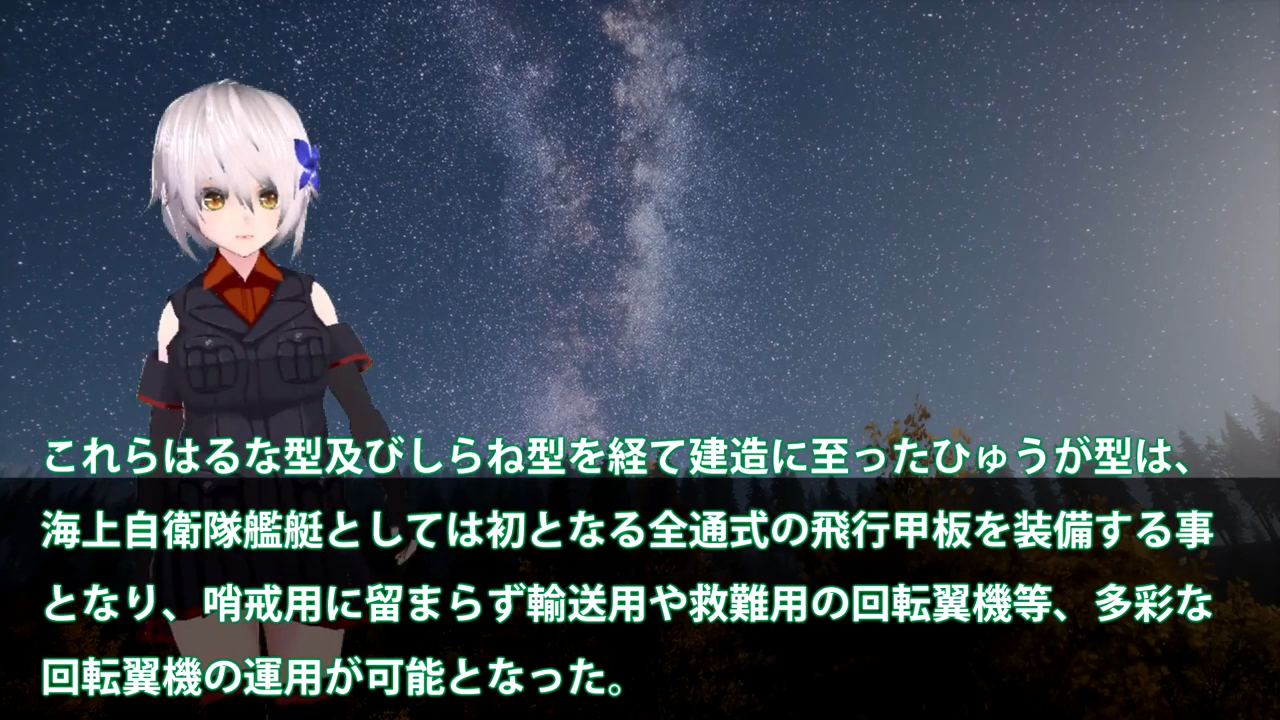 これらはるな型及びしらね型を経て建造に至ったひゅうが型は、
海上自衛隊艦艇としては初となる全通式の飛行甲板を装備する事
となり、哨戒用に留まらず輸送用や救難用の回転翼機等、多彩な
回転翼機の運用が可能となった。